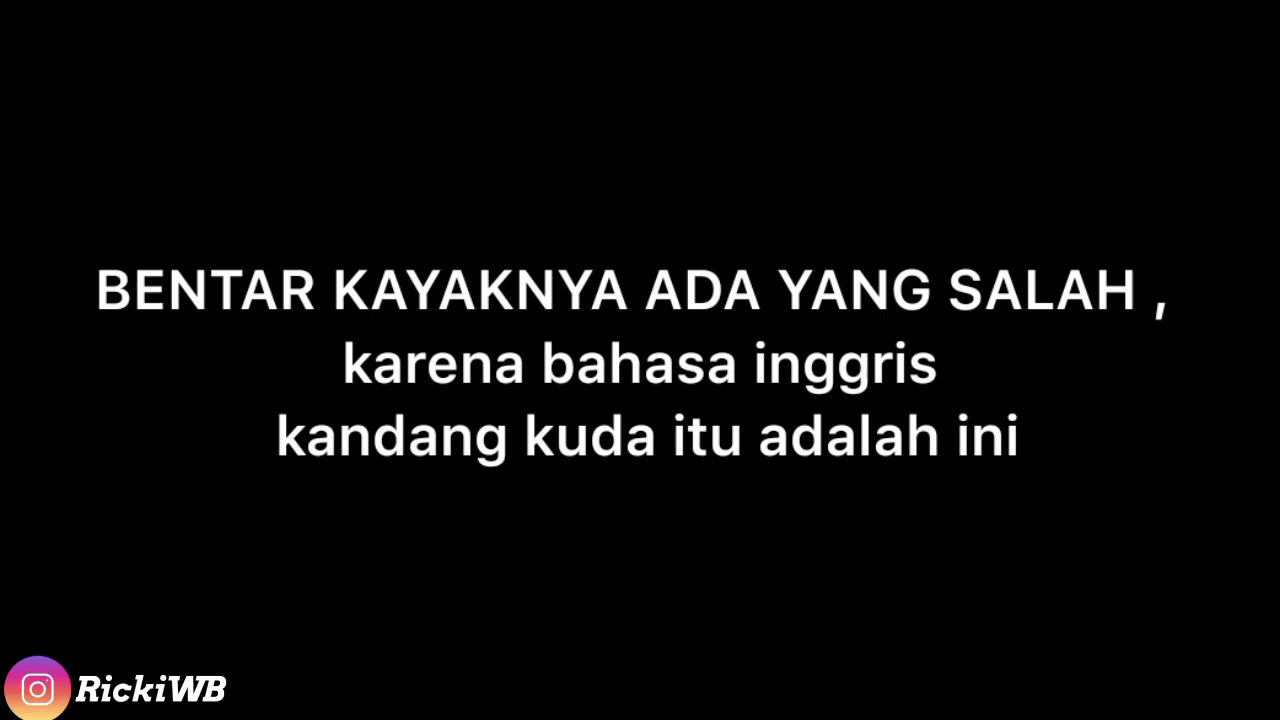 BENTAR KAYAKNYA ADA YANG SALAH ,
karena bahasa inggris
kandang kuda itu adalah ini
RickiWB